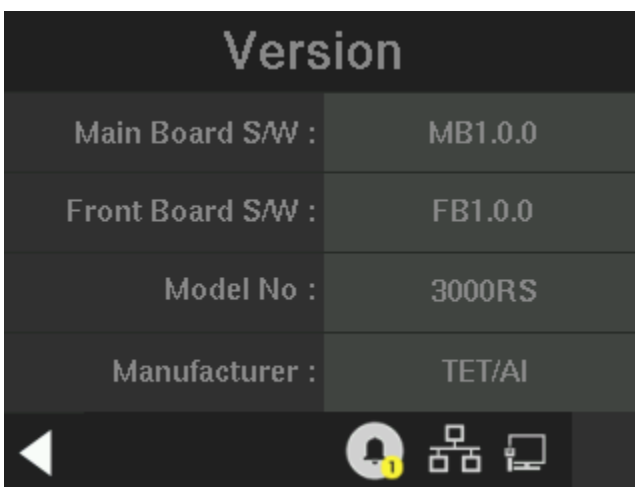 Version
Main Board S/W : MB1.0.0
Front Board S/W : FB1.0.0
Model No : 3000RS
Manufacturer : TET/AI
1